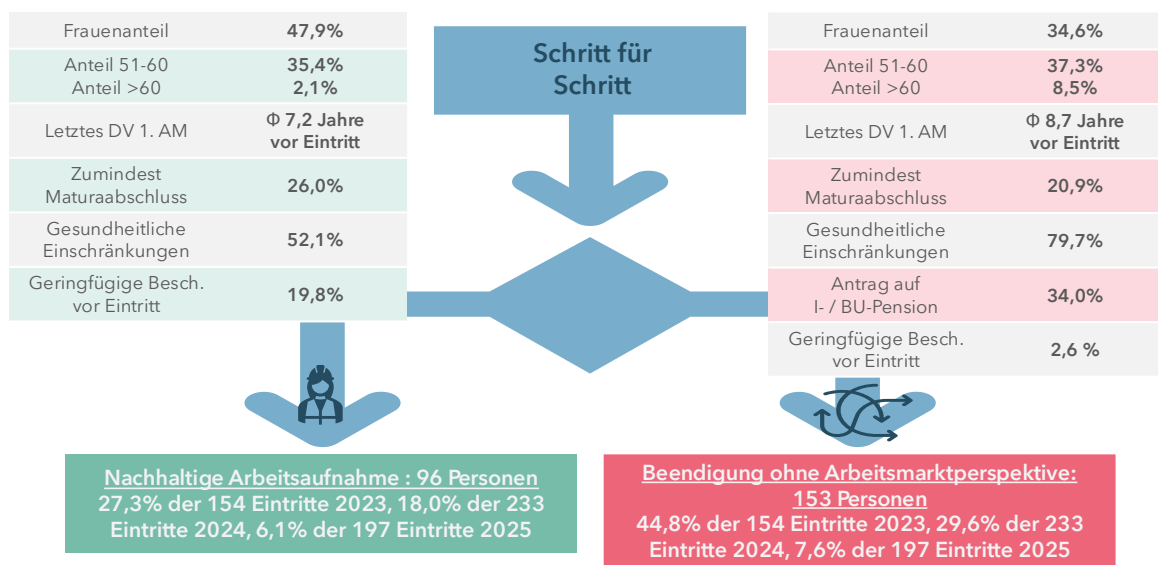 Frauenanteil 47,9%
Anteil 51-60 35,4%
Anteil >60 2,1%
Letztes DV 1. AM Φ 7,2 Jahre
vor Eintritt
Zumindest
Maturaabschluss 26,0%
Gesundheitliche
Einschränkungen 52,1%
Geringfügige Besch.
vor Eintritt 19,8%
Schritt für
Schritt
Frauenanteil 34,6%
Anteil 51-60 37,3%
Anteil >60 8,5%
Letztes DV 1. AM Φ 8,7 Jahre
vor Eintritt
Zumindest
Maturaabschluss 20,9%
Gesundheitliche
Einschränkungen 79,7%
Antrag auf
I- / BU-Pension 34,0%
Geringfügige Besch.
vor Eintritt 2,6 %
Nachhaltige Arbeitsaufnahme : 96 Personen
27,3% der 154 Eintritte 2023, 18,0% der 233
Eintritte 2024, 6,1% der 197 Eintritte 2025
Beendigung ohne Arbeitsmarktperspektive:
153 Personen
44,8% der 154 Eintritte 2023, 29,6% der 233
Eintritte 2024, 7,6% der 197 Eintritte 2025